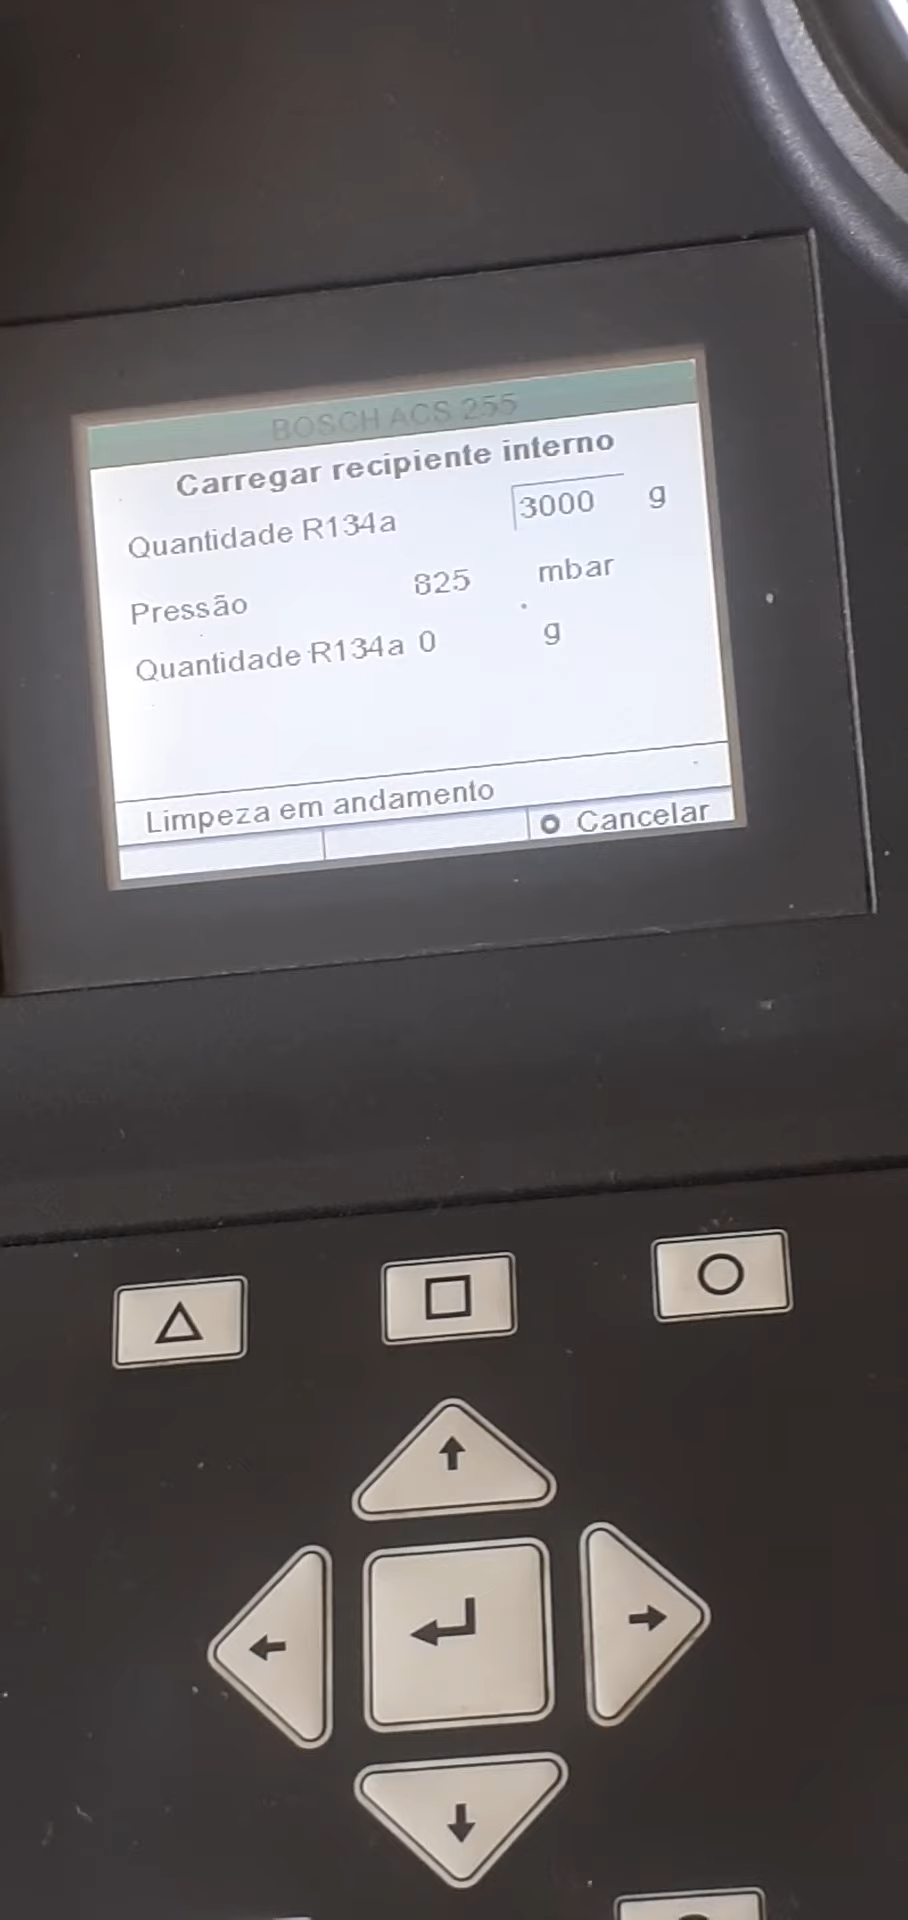 BOSCH ACS 255
Carregar recipiente interno
Quantidade R134a 3000 g
Pressão 825 mbar
Quantidade R134a 0 g
Limpeza em andamento
Cancelar